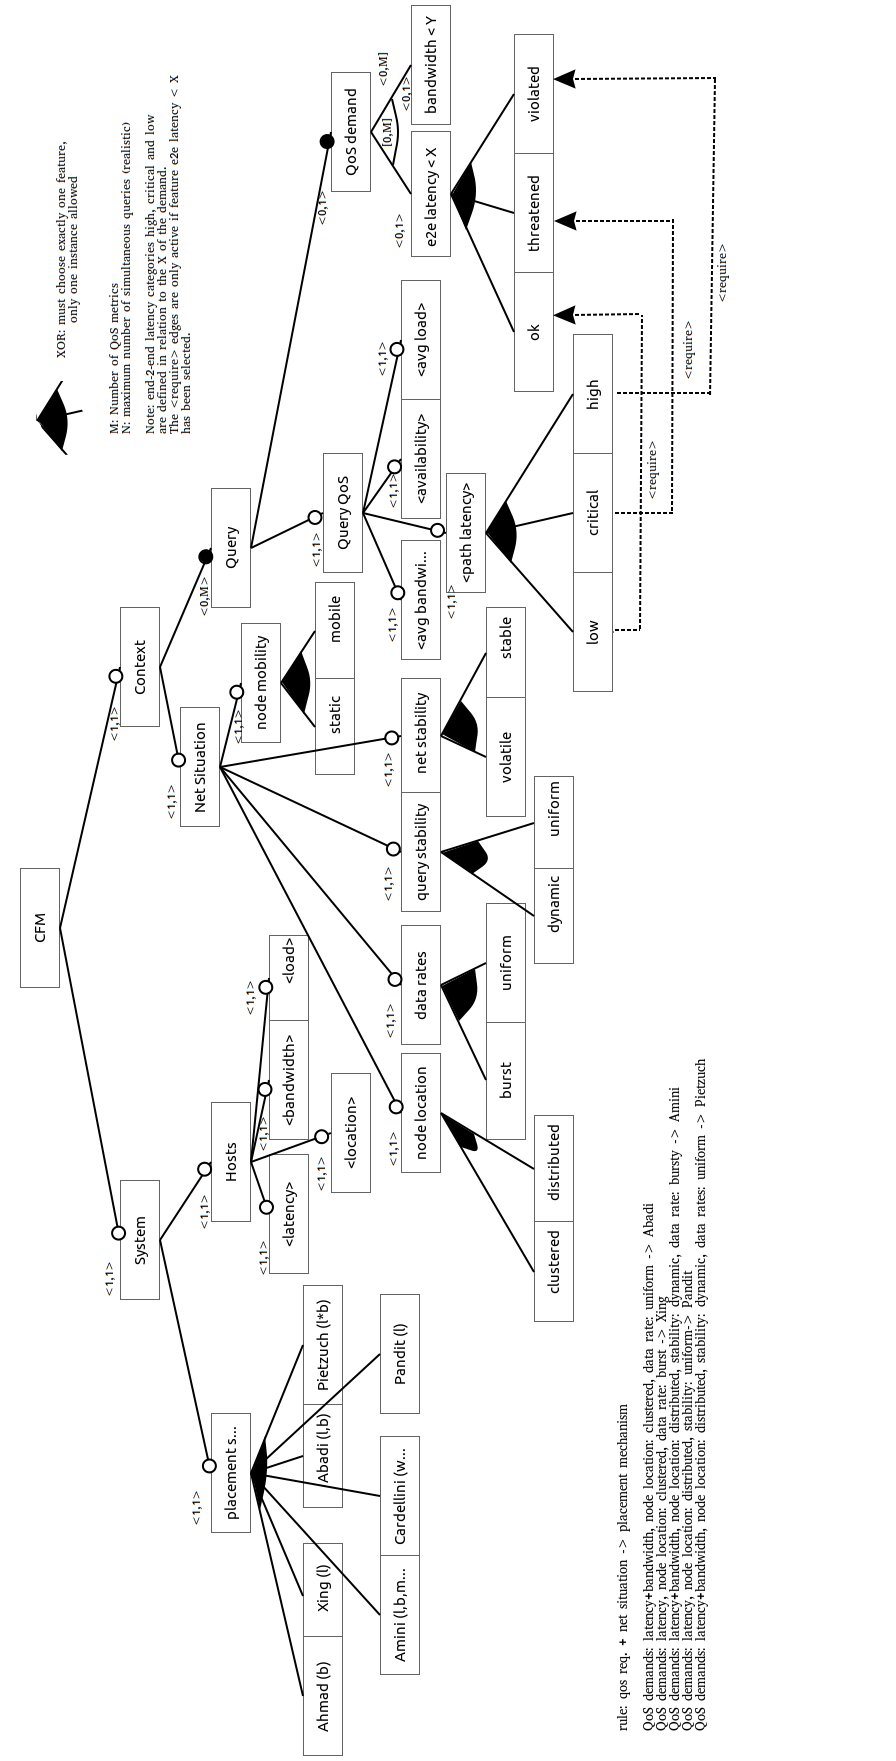 CFM
System
Context
<1,1>
<1,1>
placement s...
Hosts
Net Situation
Query
<1,1>
<1,1>
<1,1>
<0,M>
Ahmad (b)
Xing (l)
Abadi (l,b)
Pietzuch (l*b)
Amini (l,b,m...
Cardellini (w...
Pandit (l)
<latency>
<bandwidth>
<load>
<location>
<1,1>
<1,1>
<1,1>
<1,1>
node mobility
<1,1>
static
mobile
node location
data rates
query stability
net stability
<1,1>
<1,1>
<1,1>
<1,1>
clustered
distributed
burst
uniform
dynamic
uniform
volatile
stable
Query QoS
<1,1>
QoS demand
<0,1>
<avg bandwi...
<path latency>
<availability>
<avg load>
<1,1>
<1,1>
<1,1>
<1,1>
low
critical
high
[0,M]
<0,M]
<0,1>
<0,1>
e2e latency < X
bandwidth < Y
ok
threatened
violated
<require>
<require>
<require>
XOR: must choose exactly one feature,
only one instance allowed
M: Number of QoS metrics
N: maximum number of simultaneous queries (realistic)
Note: end-2-end latency categories high, critical and low
are defined in relation to the X of the demand.
The <require> edges are only active if feature e2e latency < X
has been selected.
rule: qos req. + net situation -> placement mechanism
QoS demands: latency+bandwidth, node location: clustered, data rate: uniform -> Abadi
QoS demands: latency, node location: clustered, data rate: burst -> Xing
QoS demands: latency+bandwidth, node location: distributed, stability: dynamic, data rate: bursty -> Amini
QoS demands: latency, node location: distributed, stability: uniform-> Pandit
QoS demands: latency+bandwidth, node location: distributed, stability: dynamic, data rates: uniform -> Pietzuch